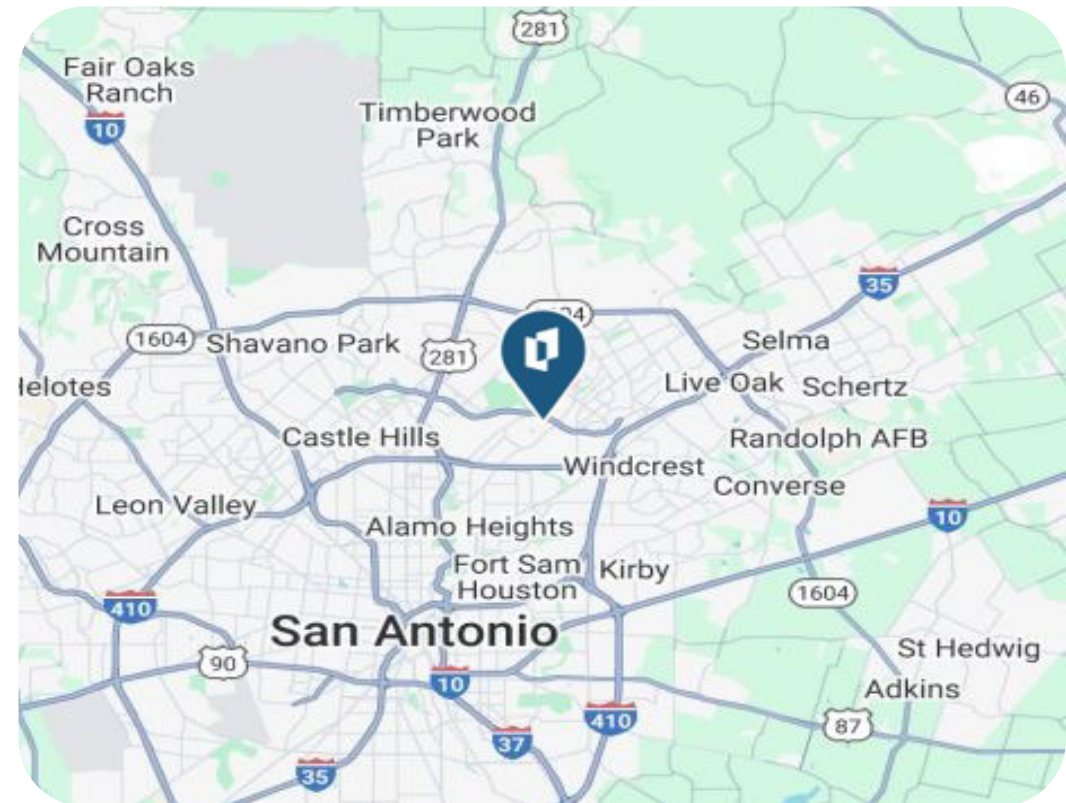 281
Fair Oaks
Ranch
46
Timberwood
Park
10
Cross
Mountain
35
1604
Shavano Park
281
Selma
Live Oak
Schertz
Castle Hills
Randolph AFB
Windcrest
Converse
Leon Valley
10
Alamo Heights
Fort Sam
Houston
Kirby
1604
410
San Antonio
90
St Hedwig
10
Adkins
410
87
37
35